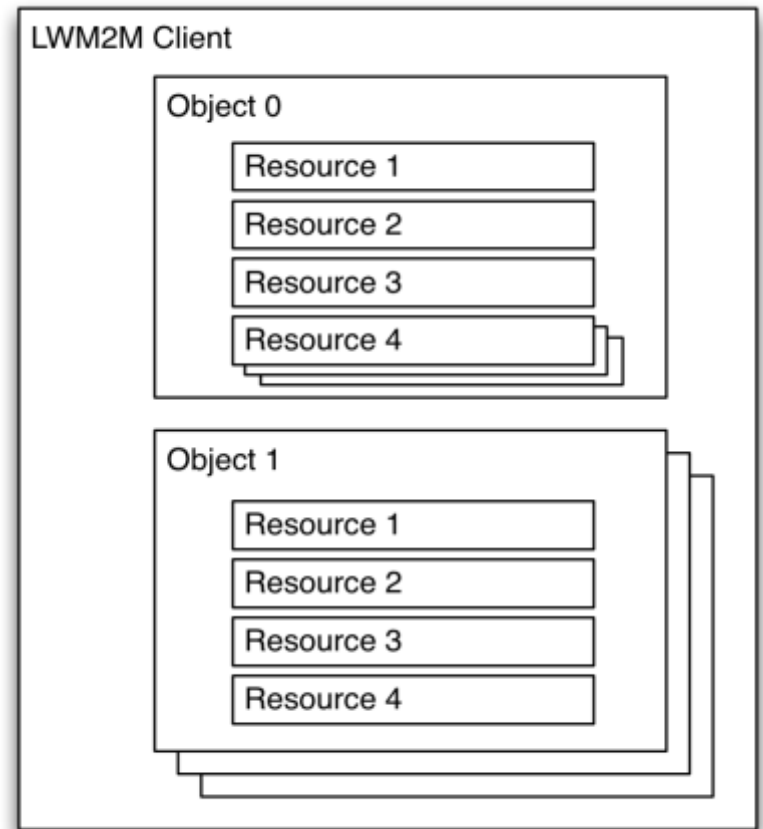 LWM2M Client
Object 0
Resource 1
Resource 2
Resource 3
Resource 4
Object 1
Resource 1
Resource 2
Resource 3
Resource 4